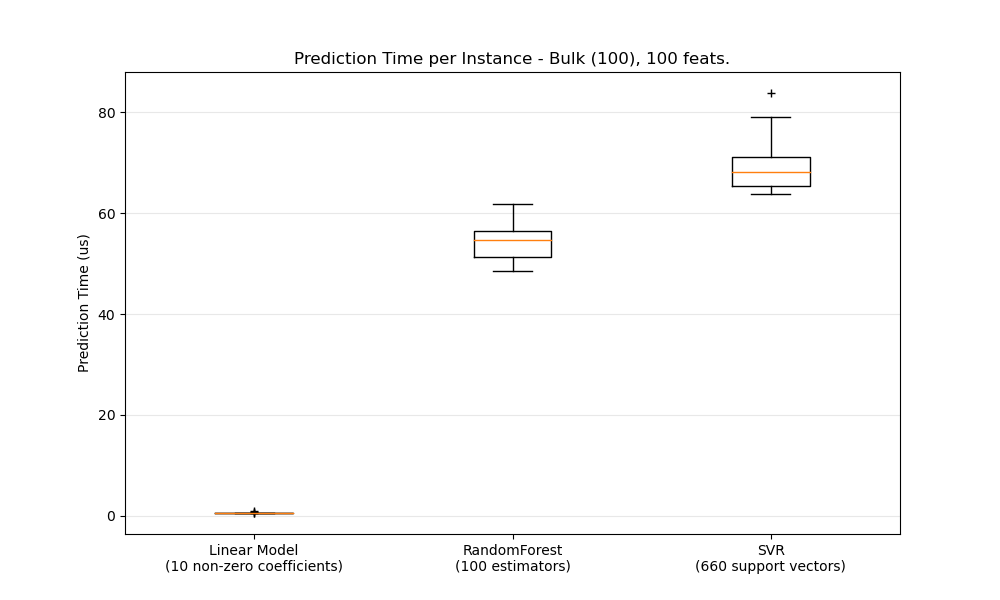 Prediction Time per Instance - Bulk (100), 100 feats.
Prediction Time (us)
80
60
40
20
0
Linear Model
(10 non-zero coefficients)
RandomForest
(100 estimators)
SVR
(660 support vectors)